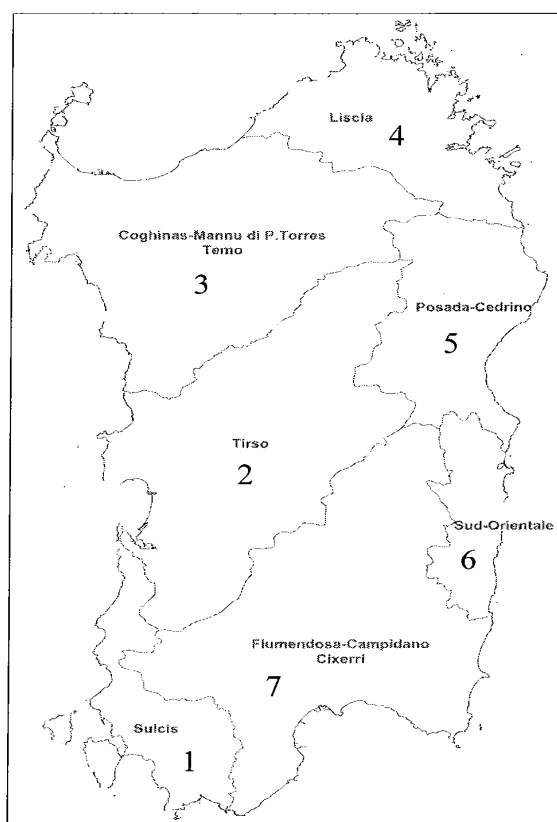 Liscia
4
Coghinas-Mannu di P.Torres
Temo
3
Posada-Cedrino
5
Tirso
2
Sud-Orientale
6
Flumendosa-Campidano
Cixerri
7
Sulcis
1